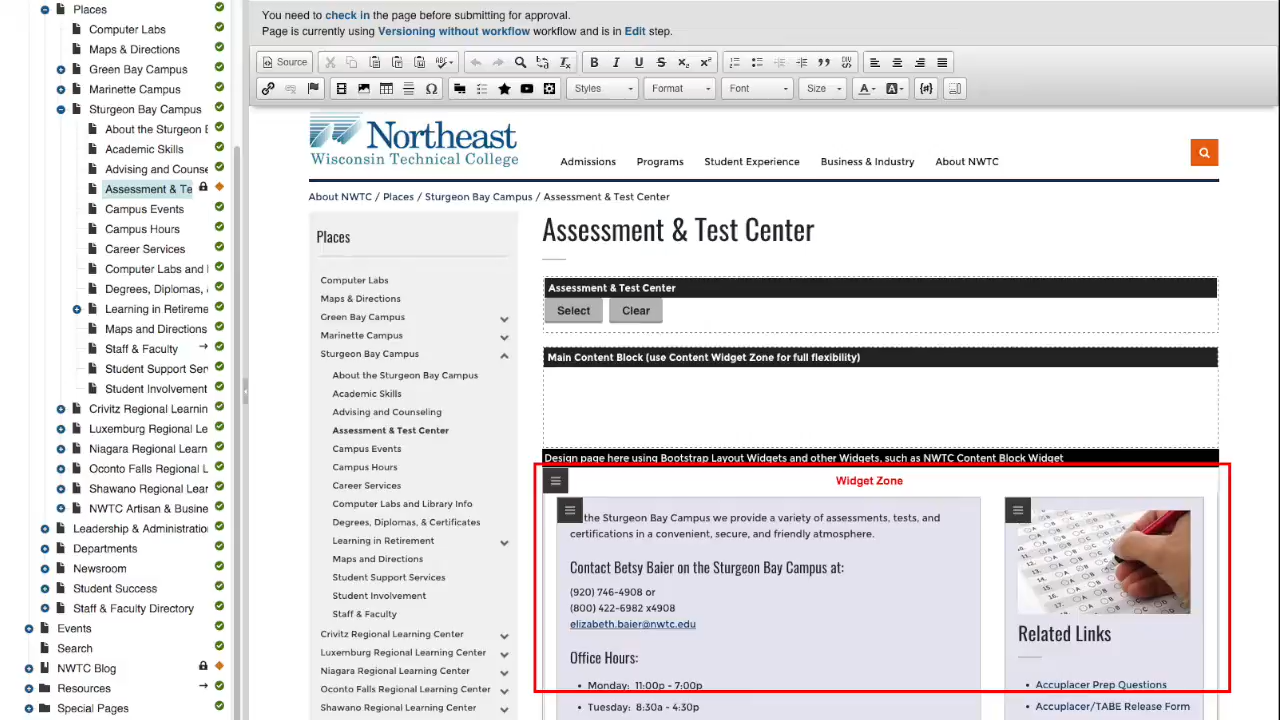 Places
Computer Labs
Maps & Directions
Green Bay Campus
Marinette Campus
Sturgeon Bay Campus
About the Sturgeon B
Academic Skills
Advising and Counse
Assessment & Te
Campus Events
Campus Hours
Career Services
Computer Labs and
Degrees, Diplomas,
Learning in Retireme
Maps and Directions
Staff & Faculty
Student Support Ser
Student Involvement
Crivitz Regional Learnin
Luxemburg Regional Le
Niagara Regional Learn
Oconto Falls Regional L
Shawano Regional Lear
NWTC Artisan & Busine
Leadership & Administratio
Departments
Newsroom
Student Success
Staff & Faculty Directory
Events
Search
NWTC Blog
Resources
Special Pages
You need to check in the page before submitting for approval.
Page is currently using Versioning without workflow workflow and is in Edit step.
Source
B I U S x₂ x²
Styles Format Font Size A A {#}
Northeast
Wisconsin Technical College
Admissions Programs Student Experience Business & Industry About NWTC
About NWTC / Places / Sturgeon Bay Campus / Assessment & Test Center
Places
Computer Labs
Maps & Directions
Green Bay Campus
Marinette Campus
Sturgeon Bay Campus
About the Sturgeon Bay Campus
Academic Skills
Advising and Counseling
Assessment & Test Center
Campus Events
Campus Hours
Career Services
Computer Labs and Library Info
Degrees, Diplomas, & Certificates
Learning in Retirement
Maps and Directions
Student Support Services
Student Involvement
Staff & Faculty
Crivitz Regional Learning Center
Luxemburg Regional Learning Center
Niagara Regional Learning Center
Oconto Falls Regional Learning Center
Shawano Regional Learning Center
Assessment & Test Center
Assessment & Test Center
Select Clear
Main Content Block (use Content Widget Zone for full flexibility)
Design page here using Bootstrap Layout Widgets and other Widgets, such as NWTC Content Block Widget
Widget Zone
the Sturgeon Bay Campus we provide a variety of assessments, tests, and
certifications in a convenient, secure, and friendly atmosphere.
Contact Betsy Baier on the Sturgeon Bay Campus at:
(920) 746-4908 or
(800) 422-6982 x4908
elizabeth.baier@nwtc.edu
Office Hours:
• Monday: 11:00p - 7:00p
• Tuesday: 8:30a - 4:30p
Related Links
• Accuplacer Prep Questions
• Accuplacer/TABE Release Form